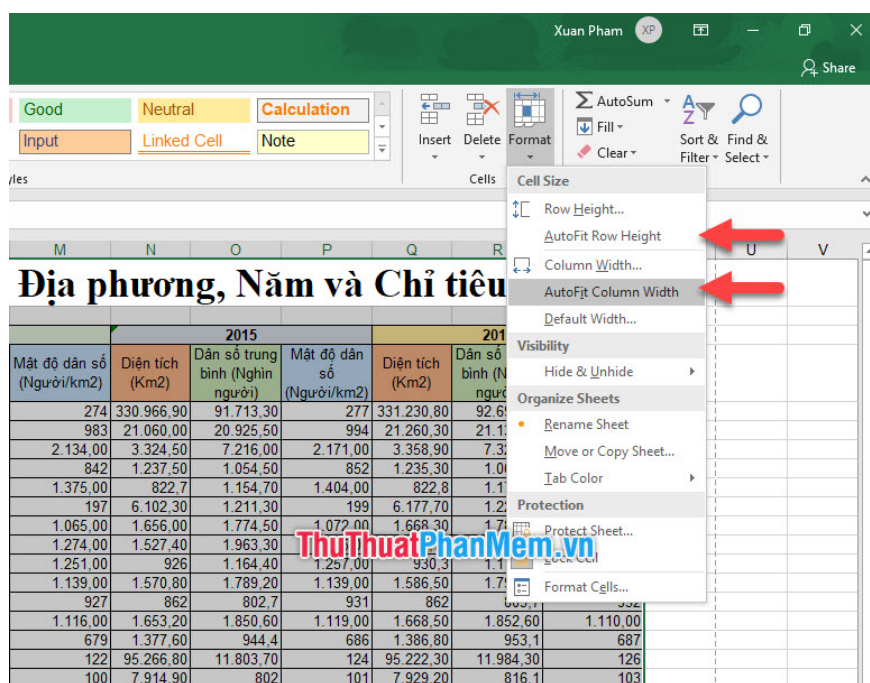 Xuan Pham XP
Share
Good Neutral Calculation
Input Linked Cell Note
Insert Delete Format
AutoSum
Fill
Clear
Sort & Filter
Find & Select
Cells
Cell Size
Row Height...
AutoFit Row Height
Column Width...
AutoFit Column Width
Default Width...
Visibility
Hide & Unhide
Organize Sheets
Rename Sheet
Move or Copy Sheet...
Tab Color
Protection
Protect Sheet...
Lock Cell
Format Cells...
M N O P Q R U V
Địa phương, Năm và Chỉ tiêu
2015
Mật độ dân số (Người/km2)
Diện tích (Km2)
Dân số trung bình (Nghìn người)
Mật độ dân số (Người/km2)
Diện tích (Km2)
Dân số
274 330.966,90 91.713,30 277 331.230,80
983 21.060,00 20.925,50 994 21.260,30
2.134,00 3.324,50 7.216,00 2.171,00 3.358,90
842 1.237,50 1.054,50 852 1.235,30
1.375,00 822,7 1.154,70 1.404,00 822,8
197 6.102,30 1.211,30 199 6.177,70
1.065,00 1.656,00 1.774,50 1.072,00 1.668,30
1.274,00 1.527,40 1.963,30
1.251,00 926 1.164,40 1.257,00 930,3
1.139,00 1.570,80 1.789,20 1.139,00 1.586,50
927 862 802,7 931 862
1.116,00 1.653,20 1.850,60 1.119,00 1.668,50 1.852,60 1.110,00
679 1.377,60 944,4 686 1.386,80 953,1 687
122 95.266,80 11.803,70 124 95.222,30 11.984,30 126
100 7.914,90 802 101 7.929,20 816,1 103
ThuThuatPhanMem.vn